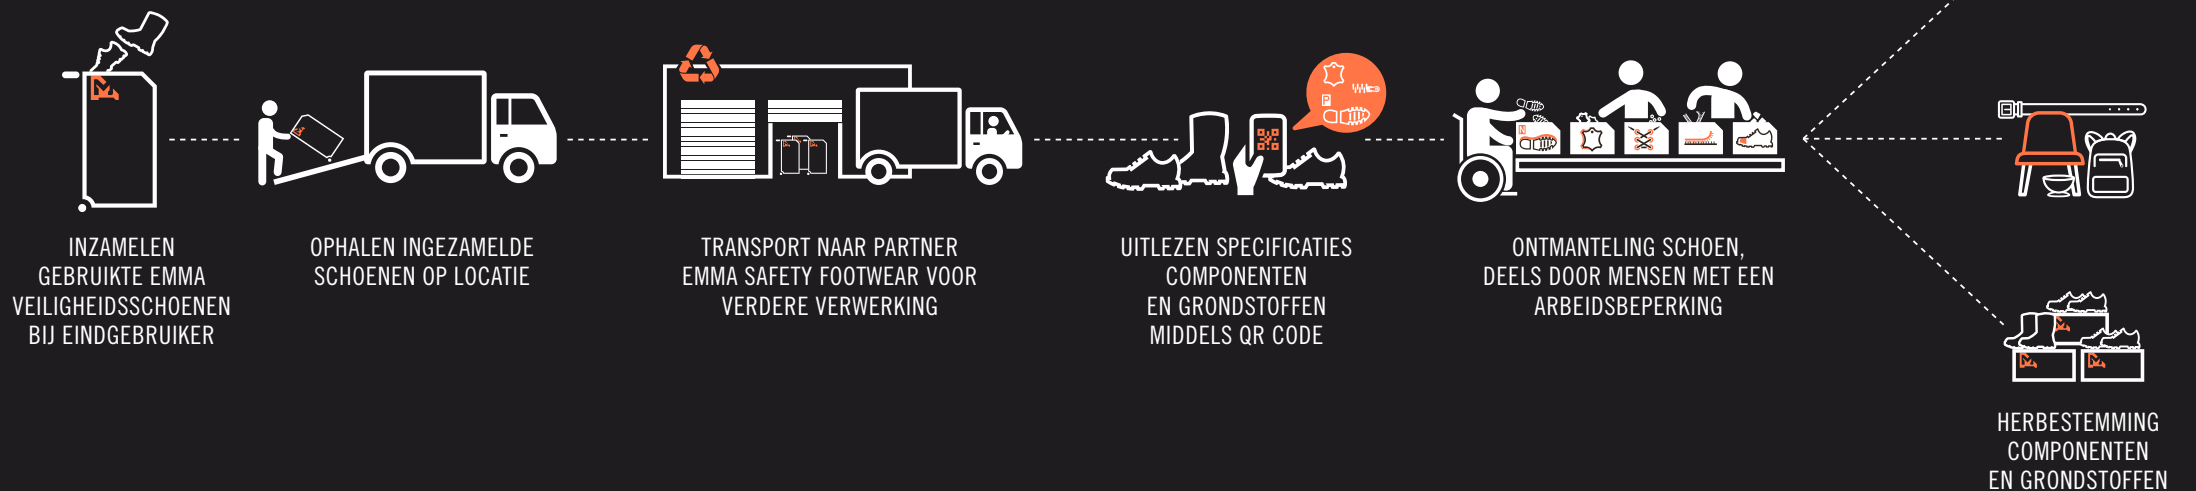 INZAMELEN
GEBRUIKTE EMMA
VEILIGHEIDSSCHOENEN
BIJ EINDGEBRUIKER
OPHALEN INGEZAMELDE
SCHOENEN OP LOCATIE
TRANSPORT NAAR PARTNER
EMMA SAFETY FOOTWEAR VOOR
VERDERE VERWERKING
UITLEZEN SPECIFICATIES
COMPONENTEN
EN GRONDSTOFFEN
MIDDELS QR CODE
P
ONTMANTELING SCHOEN,
DEELS DOOR MENSEN MET EEN
ARBEIDSBEPERKING
N
HERBESTEMMING
COMPONENTEN
EN GRONDSTOFFEN